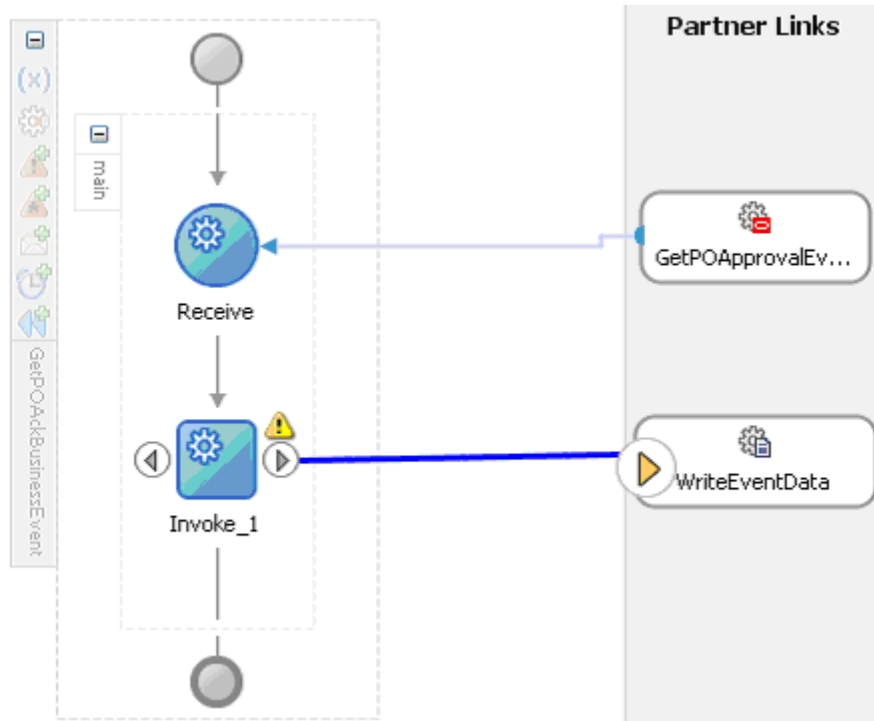 Partner Links
(x)
main
GetPOApprovalEv...
Receive
WriteEventData
Invoke_1
GetPOAckBusinessEvent